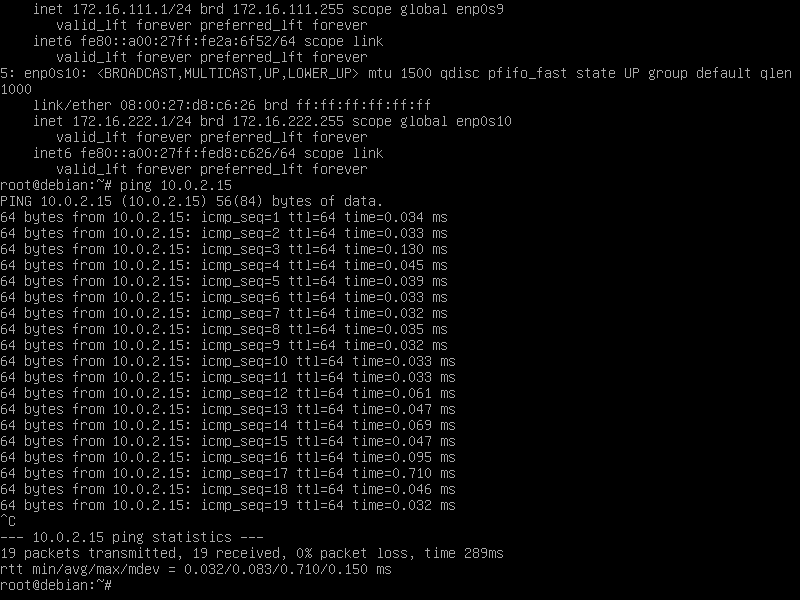 inet 172.16.111.1/24 brd 172.16.111.255 scope global enp0s9
valid_lft forever preferred_lft forever
inet6 fe80::a00:27ff:fe2a:6f52/64 scope link
valid_lft forever preferred_lft forever
5: enp0s10: <BROADCAST,MULTICAST,UP,LOWER_UP> mtu 1500 qdisc pfifo_fast state UP group default qlen
1000
link/ether 08:00:27:d8:c6:26 brd ff:ff:ff:ff:ff:ff
inet 172.16.222.1/24 brd 172.16.222.255 scope global enp0s10
valid_lft forever preferred_lft forever
inet6 fe80::a00:27ff:fed8:c626/64 scope link
valid_lft forever preferred_lft forever
root@debian:~# ping 10.0.2.15
PING 10.0.2.15 (10.0.2.15) 56(84) bytes of data.
64 bytes from 10.0.2.15: icmp_seq=1 ttl=64 time=0.034 ms
64 bytes from 10.0.2.15: icmp_seq=2 ttl=64 time=0.033 ms
64 bytes from 10.0.2.15: icmp_seq=3 ttl=64 time=0.130 ms
64 bytes from 10.0.2.15: icmp_seq=4 ttl=64 time=0.045 ms
64 bytes from 10.0.2.15: icmp_seq=5 ttl=64 time=0.039 ms
64 bytes from 10.0.2.15: icmp_seq=6 ttl=64 time=0.033 ms
64 bytes from 10.0.2.15: icmp_seq=7 ttl=64 time=0.032 ms
64 bytes from 10.0.2.15: icmp_seq=8 ttl=64 time=0.035 ms
64 bytes from 10.0.2.15: icmp_seq=9 ttl=64 time=0.032 ms
64 bytes from 10.0.2.15: icmp_seq=10 ttl=64 time=0.033 ms
64 bytes from 10.0.2.15: icmp_seq=11 ttl=64 time=0.033 ms
64 bytes from 10.0.2.15: icmp_seq=12 ttl=64 time=0.061 ms
64 bytes from 10.0.2.15: icmp_seq=13 ttl=64 time=0.047 ms
64 bytes from 10.0.2.15: icmp_seq=14 ttl=64 time=0.069 ms
64 bytes from 10.0.2.15: icmp_seq=15 ttl=64 time=0.047 ms
64 bytes from 10.0.2.15: icmp_seq=16 ttl=64 time=0.095 ms
64 bytes from 10.0.2.15: icmp_seq=17 ttl=64 time=0.710 ms
64 bytes from 10.0.2.15: icmp_seq=18 ttl=64 time=0.046 ms
64 bytes from 10.0.2.15: icmp_seq=19 ttl=64 time=0.032 ms
^C
--- 10.0.2.15 ping statistics ---
19 packets transmitted, 19 received, 0% packet loss, time 289ms
rtt min/avg/max/mdev = 0.032/0.083/0.710/0.150 ms
root@debian:~#